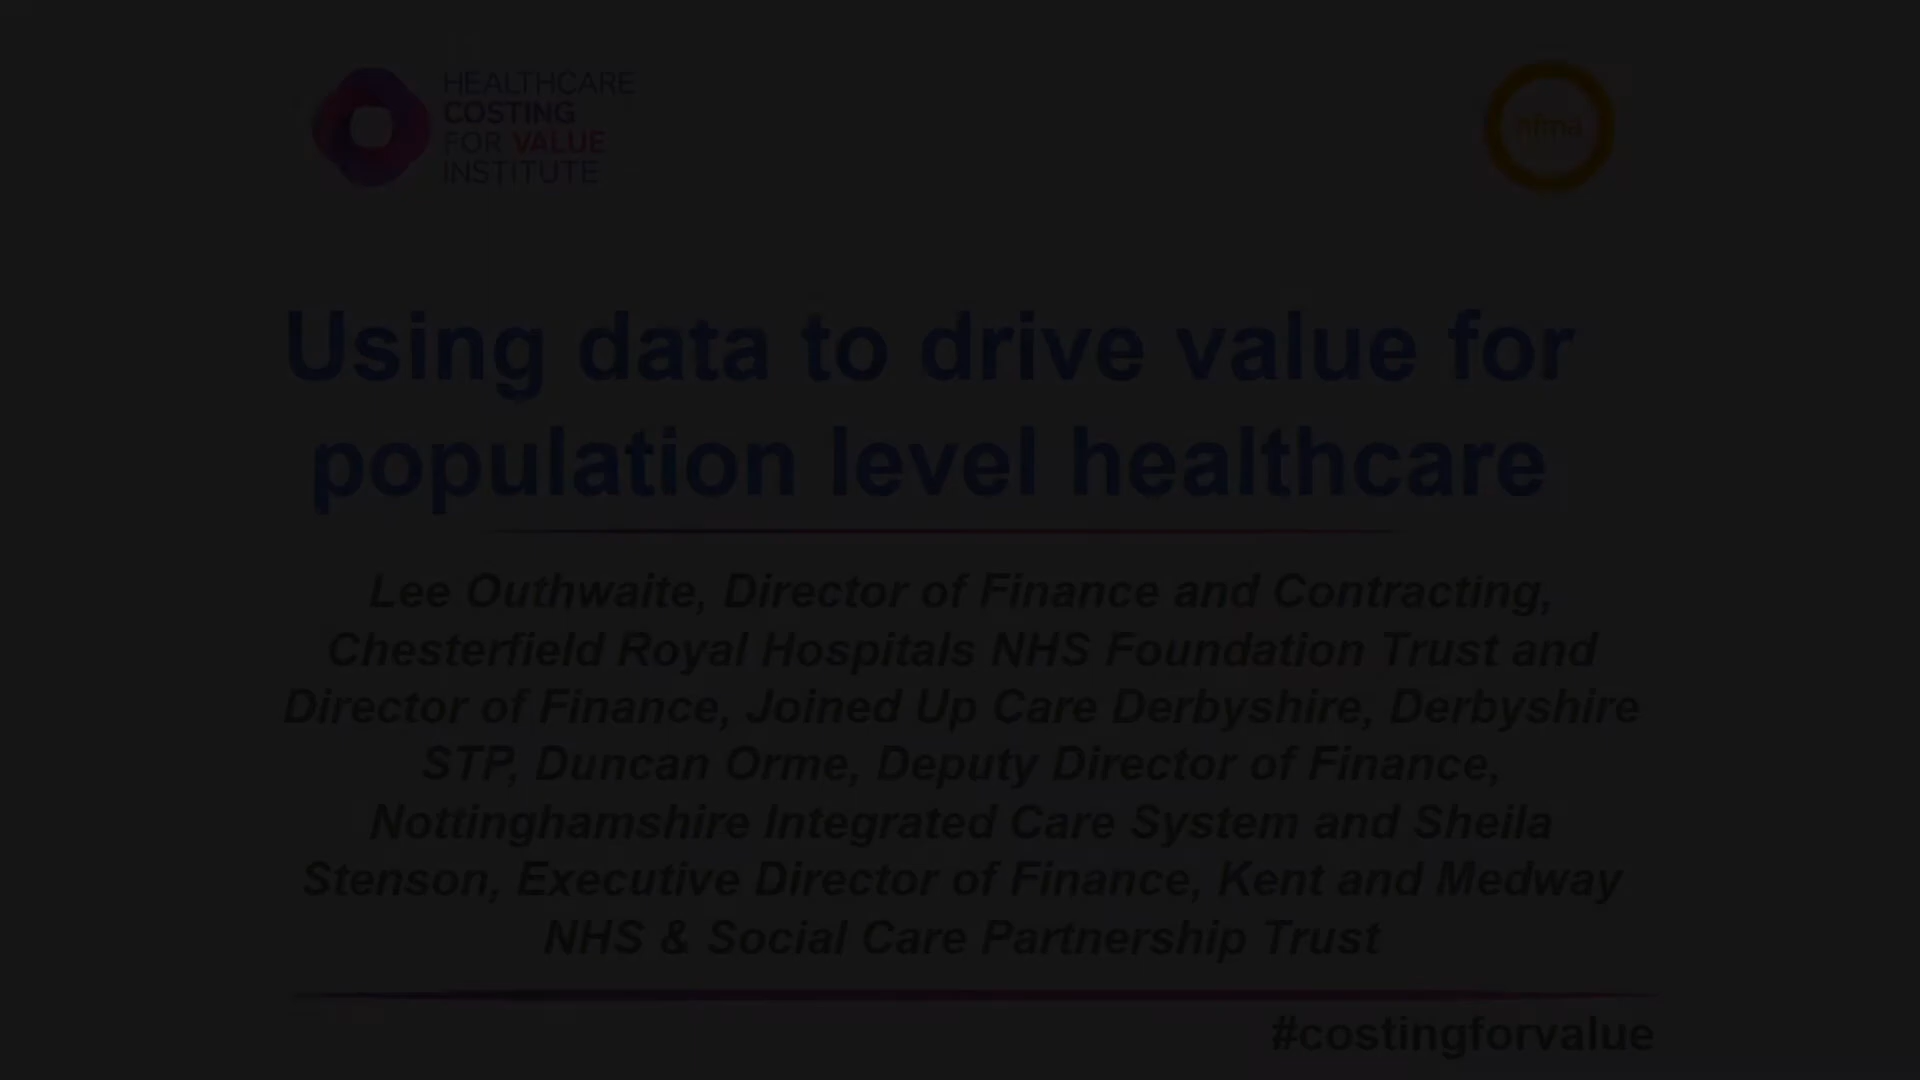 HEALTHCARE
COSTING
FOR VALUE
INSTITUTE
hfma
Using data to drive value for
population level healthcare
Lee Outhwaite, Director of Finance and Contracting,
Chesterfield Royal Hospitals NHS Foundation Trust and
Director of Finance, Joined Up Care Derbyshire, Derbyshire
STP, Duncan Orme, Deputy Director of Finance,
Nottinghamshire Integrated Care System and Sheila
Stenson, Executive Director of Finance, Kent and Medway
NHS & Social Care Partnership Trust
#costingforvalue